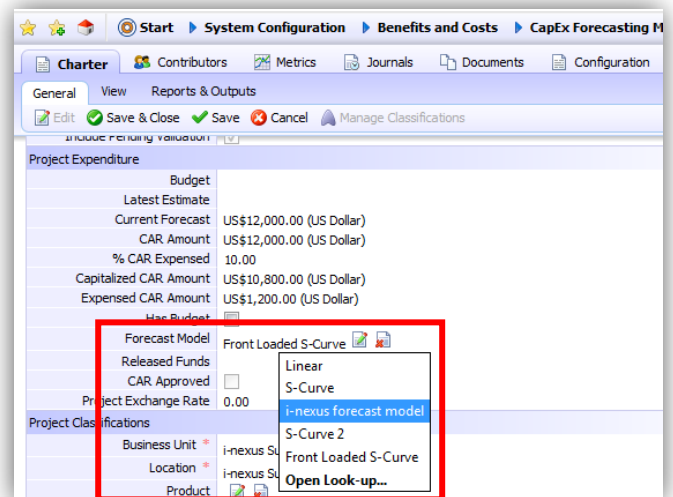 Start System Configuration Benefits and Costs CapEx Forecasting M
Charter Contributors Metrics Journals Documents Configuration
General View Reports & Outputs
Edit Save & Close Save Cancel Manage Classifications
Include Pending Validation
Project Expenditure
Budget
Latest Estimate
Current Forecast US$12,000.00 (US Dollar)
CAR Amount US$12,000.00 (US Dollar)
% CAR Expensed 10.00
Capitalized CAR Amount US$10,800.00 (US Dollar)
Expensed CAR Amount US$1,200.00 (US Dollar)
Has Budget
Forecast Model Front Loaded S-Curve
Released Funds
Linear
CAR Approved
S-Curve
Project Exchange Rate 0.00
i-nexus forecast model
Project Classifications
S-Curve 2
Business Unit * i-nexus Su
Front Loaded S-Curve
Location * i-nexus Su
Open Look-up...
Product